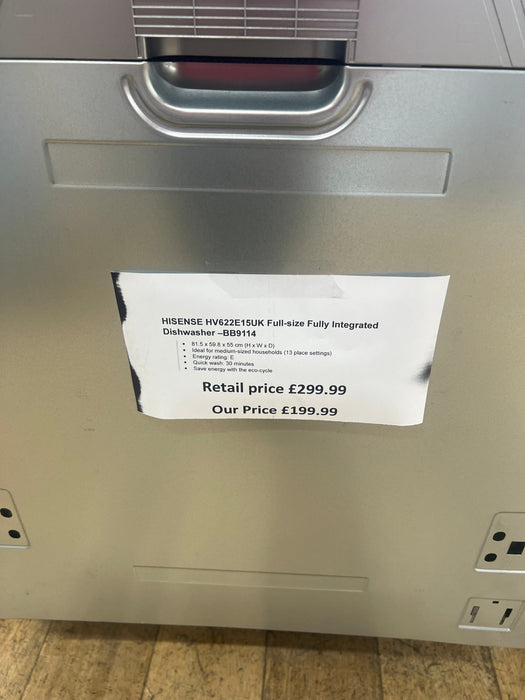 HISENSE HV622E15UK Full-size Fully Integrated
Dishwasher –BB9114
• 81.5 x 59.8 x 55 cm (H x W x D)
• Ideal for medium-sized households (13 place settings)
• Energy rating: E
• Quick wash: 30 minutes
• Save energy with the eco-cycle
Retail price £299.99
Our Price £199.99